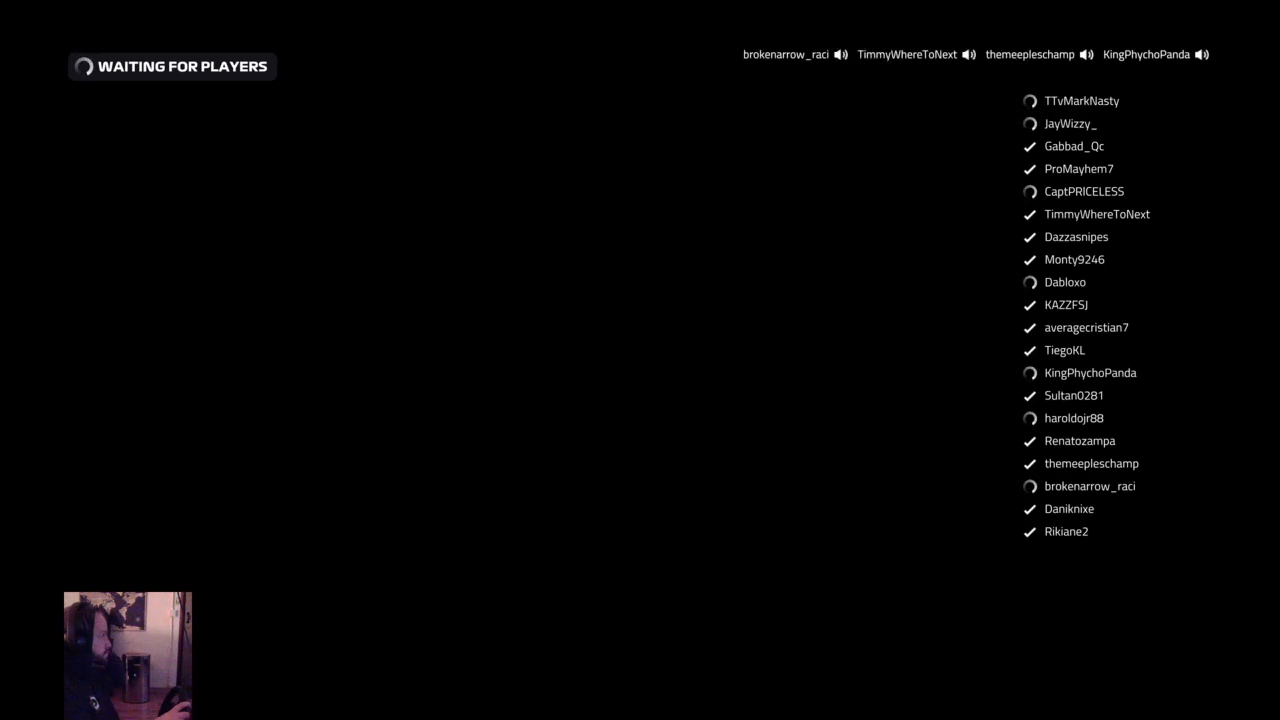 WAITING FOR PLAYERS
brokenarrow_raci TimmyWhereToNext themeepleschamp KingPhychoPanda
TTvMarkNasty
JayWizzy_
Gabbad_Qc
ProMayhem7
CaptPRICELESS
TimmyWhereToNext
Dazzasnipes
Monty9246
Dabloxo
KAZZFSJ
averagecristian7
TiegoKL
KingPhychoPanda
Sultan0281
haroldojr88
Renatozampa
themeepleschamp
brokenarrow_raci
Daniknixe
Rikiane2